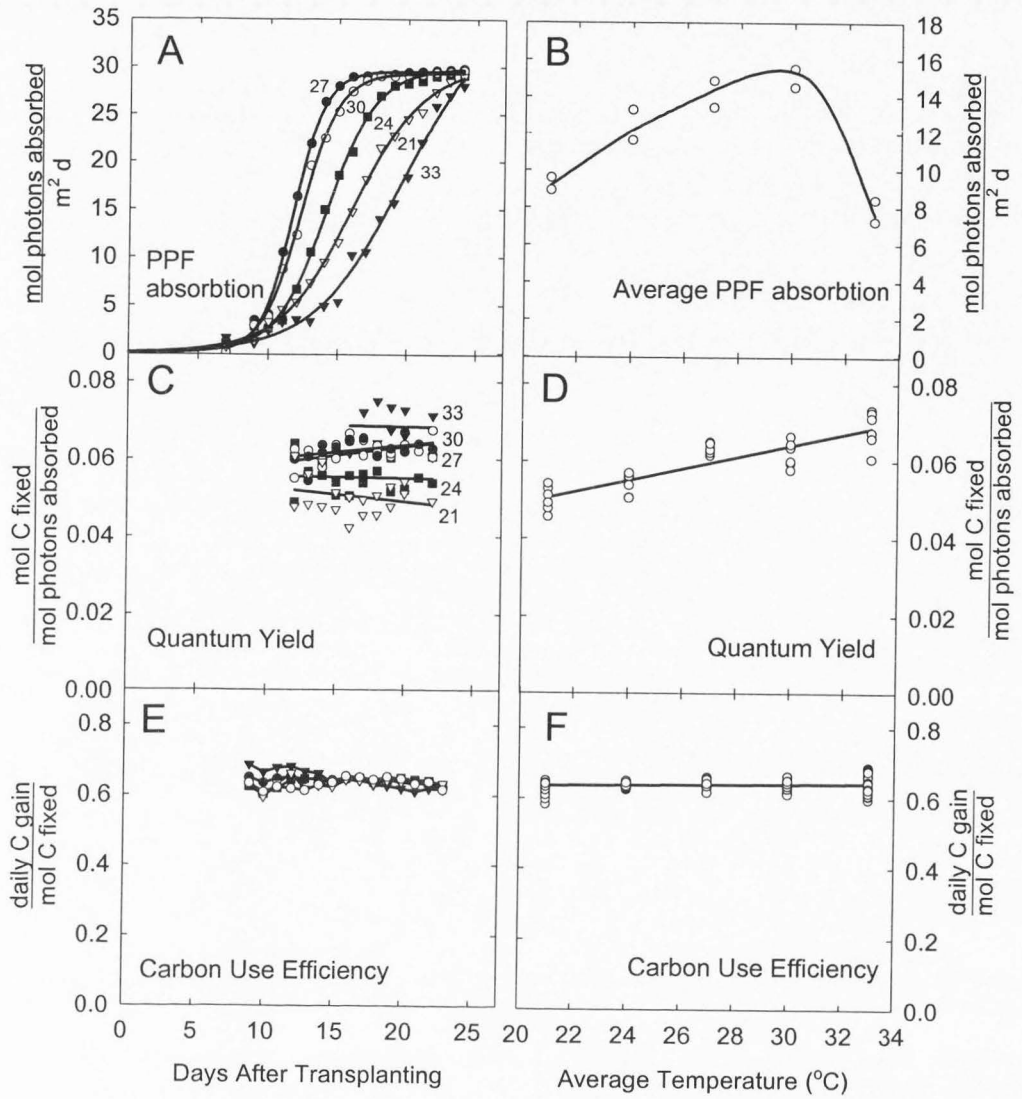 A
35
30
25
20
15
10
5
0
mol photons absorbed
m² d
27
30
24
21
33
PPF
absorbtion
B
18
16
14
12
10
8
6
4
2
0
mol photons absorbed
m² d
Average PPF absorbtion
C
0.08
0.06
0.04
0.02
0.00
mol C fixed
mol photons absorbed
33
30
27
24
21
Quantum Yield
D
0.08
0.06
0.04
0.02
0.00
mol C fixed
mol photons absorbed
Quantum Yield
E
0.8
0.6
0.4
0.2
0.0
daily C gain
mol C fixed
Carbon Use Efficiency
0 5 10 15 20 25
Days After Transplanting
F
0.8
0.6
0.4
0.2
0.0
daily C gain
mol C fixed
Carbon Use Efficiency
20 22 24 26 28 30 32 34
Average Temperature (°C)